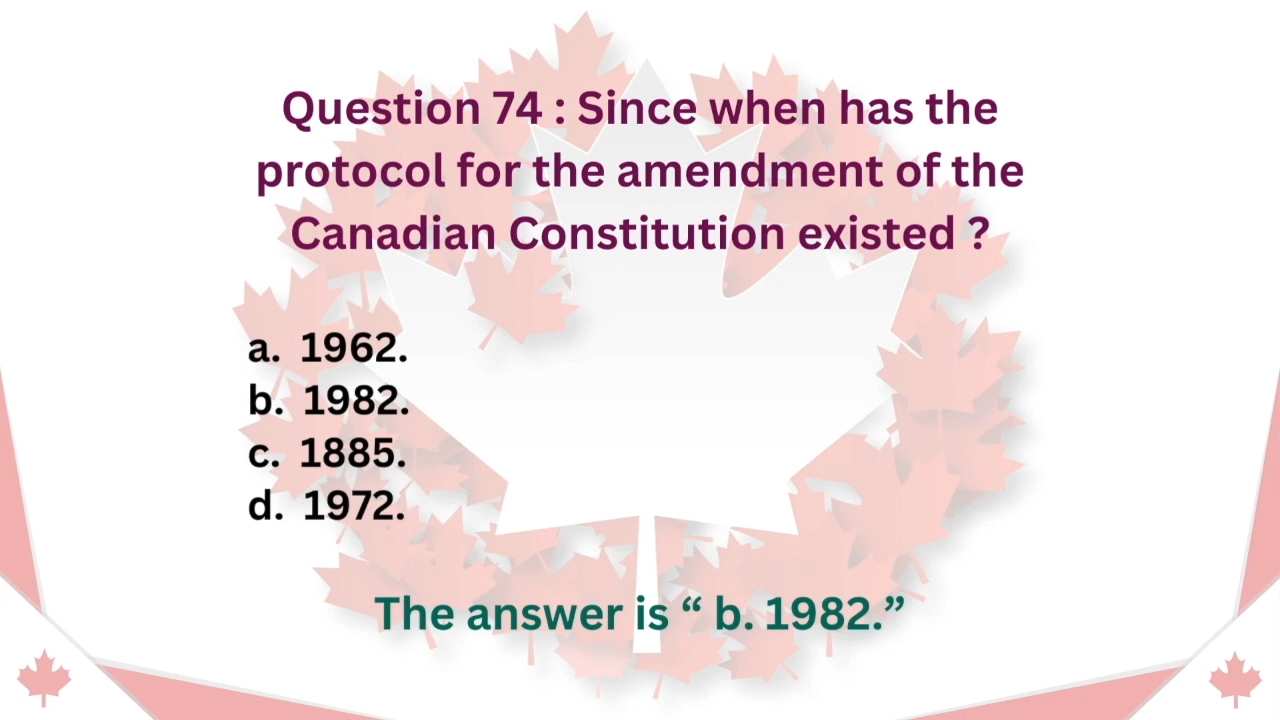 Question 74 : Since when has the
protocol for the amendment of the
Canadian Constitution existed ?
a. 1962.
b. 1982.
c. 1885.
d. 1972.
The answer is “ b. 1982.”